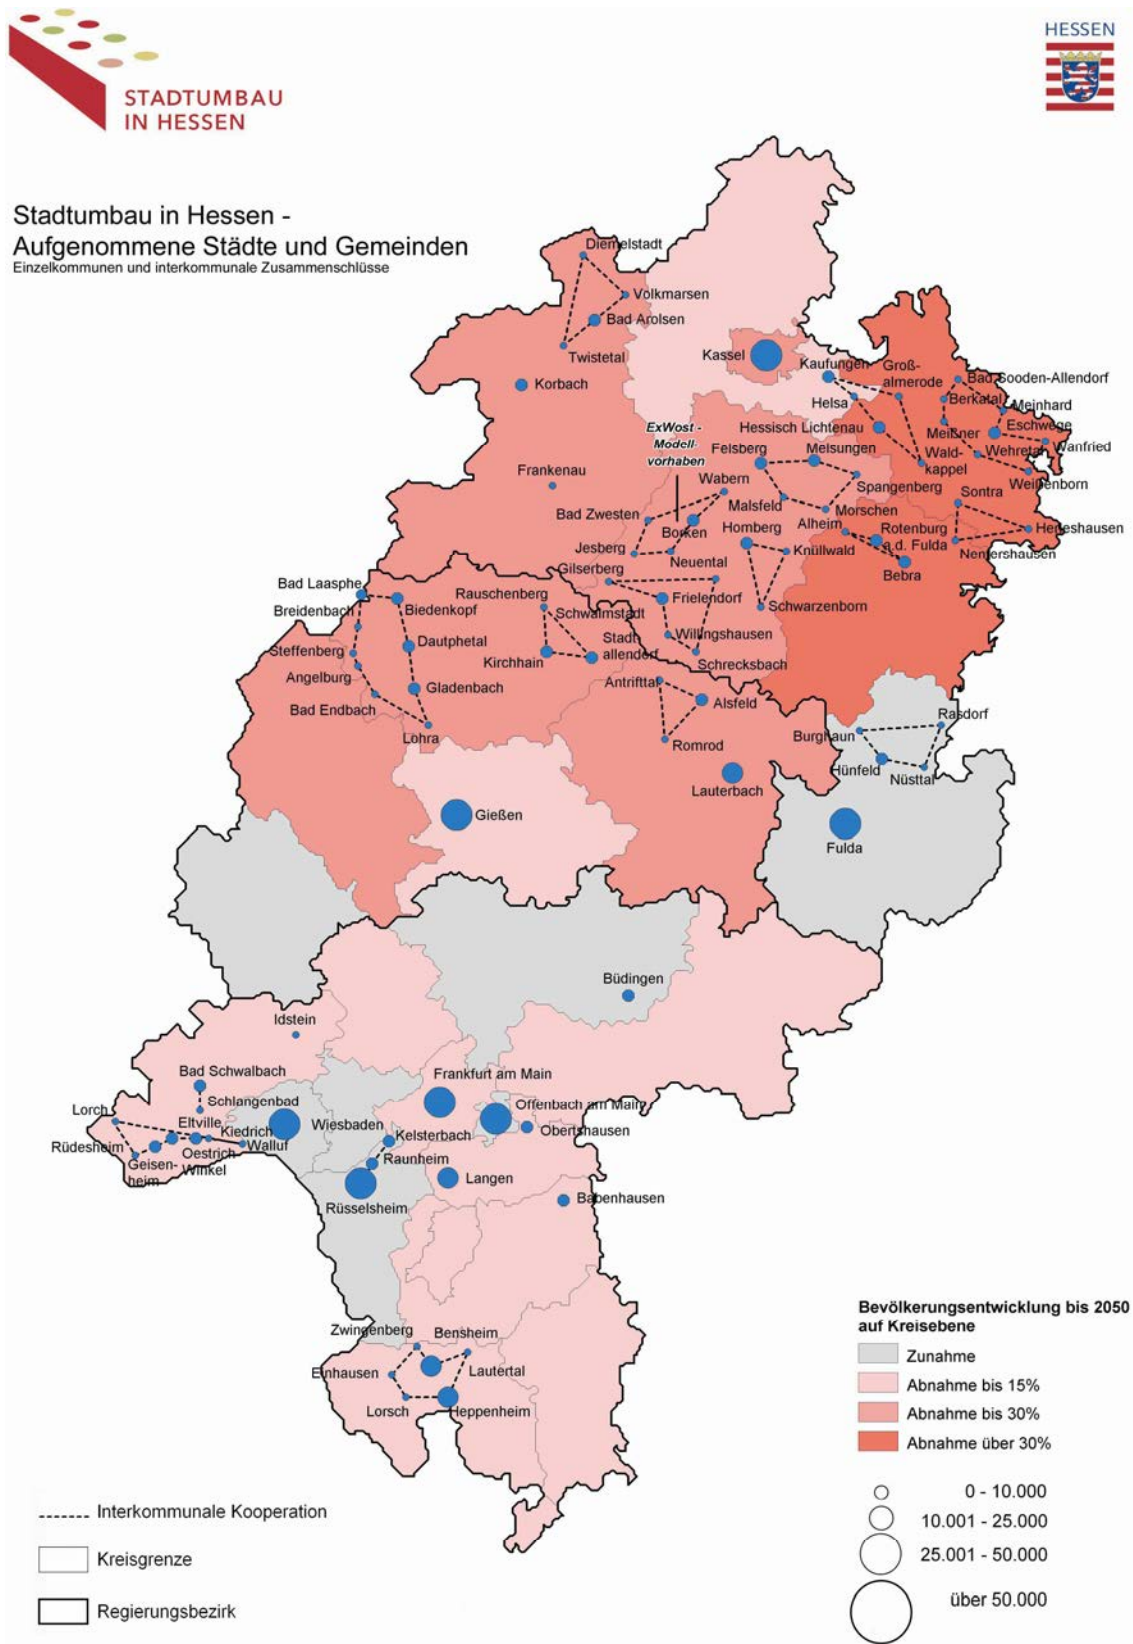 STADTUMBAU
IN HESSEN
HESSEN
Stadtumbau in Hessen -
Aufgenommene Städte und Gemeinden
Einzelkommunen und interkommunale Zusammenschlüsse
Diemelstadt
Volkmarsen
Bad Arolsen
Twistetal
Korbach
Kassel
Kaufungen
Groß-
almerode
Bad Sooden-Allendorf
Helsa
Berkatal
Meinhard
ExWost -
Modell-
vorhaben
Hessisch Lichtenau
Meißner
Eschwege
Wanfried
Felsberg
Melsungen
Wald-
kappel
Wehretal
Weißenborn
Frankenau
Wabern
Malsfeld
Spangenberg
Sontra
Bad Zwesten
Borken
Homberg
Morschen
Alheim
Rotenburg
a.d. Fulda
Herleshausen
Jesberg
Neuental
Knüllwald
Nentershausen
Bebra
Gilserberg
Bad Laasphe
Rauschenberg
Frielendorf
Schwarzenborn
Breidenbach
Biedenkopf
Schwalmstadt
Steffenberg
Dautphetal
Kirchhain
Stadt-
allendorf
Willingshausen
Schrecksbach
Angelburg
Gladenbach
Antrifttal
Alsfeld
Bad Endbach
Lohra
Romrod
Burghaun
Rasdorf
Hünfeld
Nüsttal
Lauterbach
Gießen
Fulda
Büdingen
Idstein
Bad Schwalbach
Frankfurt am Main
Schlangenbad
Lorch
Eltville
Kiedrich
Wiesbaden
Offenbach am Main
Rüdesheim
Walluf
Kelsterbach
Obertshausen
Geisen-
heim
Oestrich
Winkel
Raunheim
Langen
Rüsselsheim
Babenhausen
Zwingenberg
Bensheim
Einhausen
Lautertal
Lorsch
Heppenheim
Bevölkerungsentwicklung bis 2050
auf Kreisebene
Zunahme
Abnahme bis 15%
Abnahme bis 30%
Abnahme über 30%
0 - 10.000
10.001 - 25.000
25.001 - 50.000
über 50.000
Interkommunale Kooperation
Kreisgrenze
Regierungsbezirk